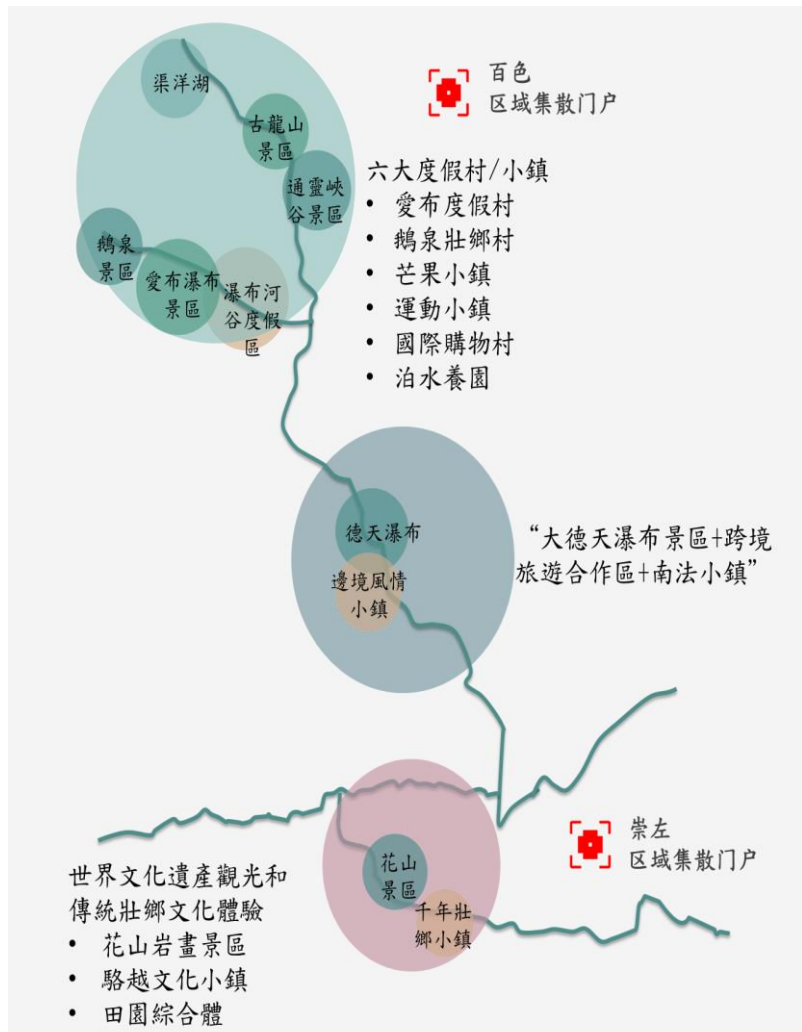 百色
区域集散门户
渠洋湖
古龍山
景區
通靈峽
谷景區
鵝泉
景區
愛布瀑布
景區
瀑布河
谷度假
區
六大度假村/小鎮
• 愛布度假村
• 鵝泉壯鄉村
• 芒果小鎮
• 運動小鎮
• 國際購物村
• 泊水養園
德天瀑布
邊境風情
小鎮
“大德天瀑布景區+跨境
旅遊合作區+南法小鎮”
崇左
区域集散门户
花山
景區
千年壯
鄉小鎮
世界文化遺產觀光和
傳統壯鄉文化體驗
• 花山岩畫景區
• 駱越文化小鎮
• 田園綜合體